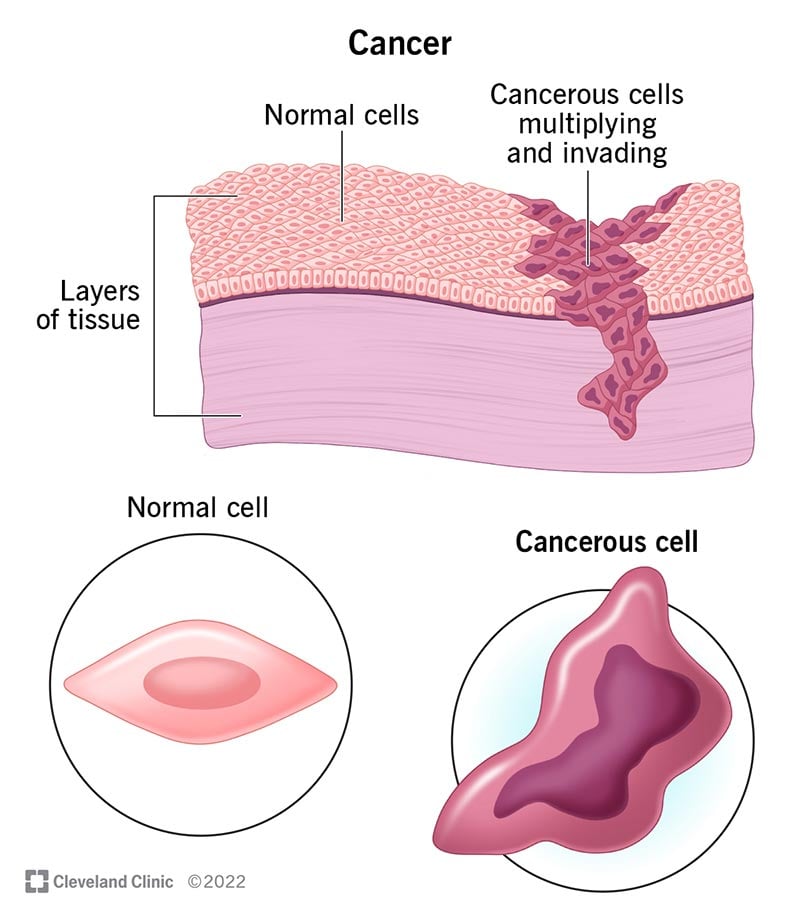 Cancer
Normal cells
Cancerous cells
multiplying
and invading
Layers
of tissue
Normal cell
Cancerous cell
Cleveland Clinic ©2022